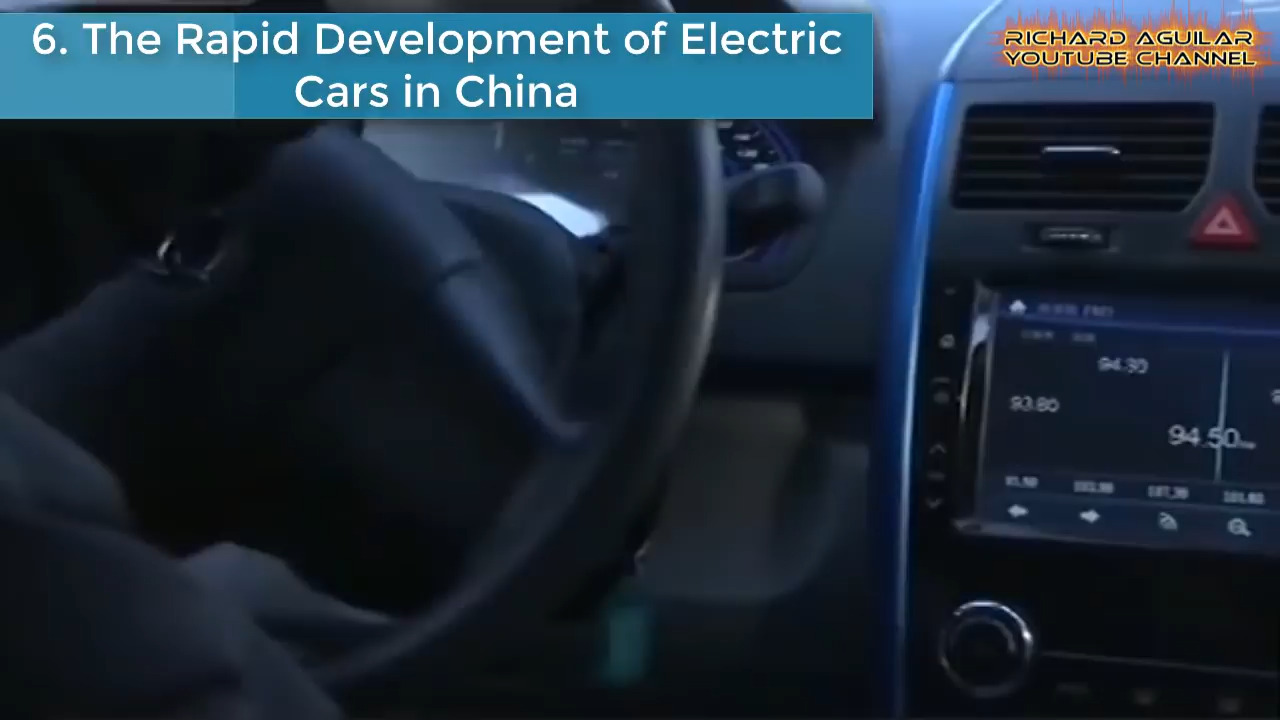 6. The Rapid Development of Electric
Cars in China
RICHARD AGUILAR
YOUTUBE CHANNEL
94.30
93.80
94.50